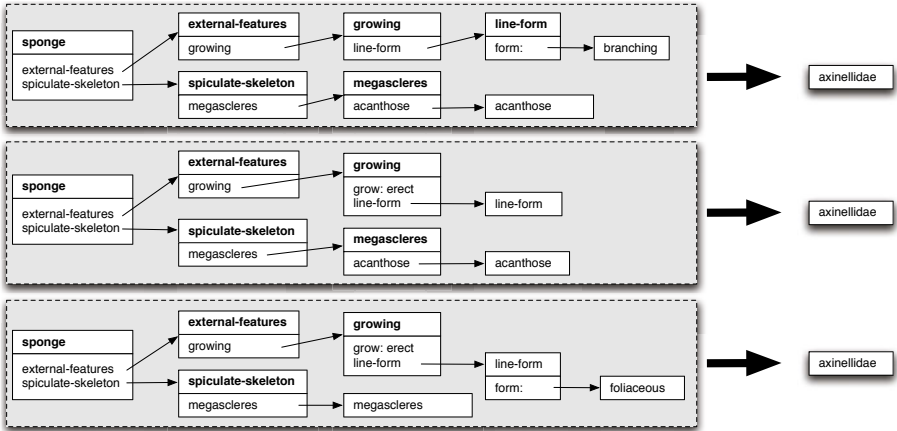 sponge
external-features
spiculate-skeleton
external-features
growing
growing
line-form
line-form
form:
branching
spiculate-skeleton
megascleres
megascleres
acanthose
acanthose
axinellidae
sponge
external-features
spiculate-skeleton
external-features
growing
growing
grow: erect
line-form
line-form
spiculate-skeleton
megascleres
megascleres
acanthose
acanthose
axinellidae
sponge
external-features
spiculate-skeleton
external-features
growing
growing
grow: erect
line-form
line-form
form:
foliaceous
spiculate-skeleton
megascleres
megascleres
axinellidae